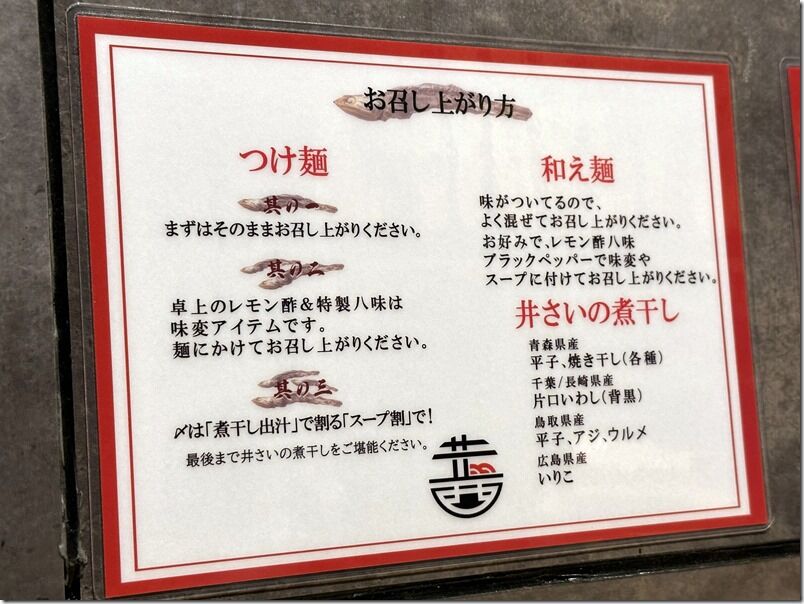 お召し上がり方
つけ麺
其の一
まずはそのままお召し上がりください。
其の二
卓上のレモン酢&特製八味は
味変アイテムです。
麺にかけてお召し上がりください。
其の三
〆は「煮干し出汁」で割る「スープ割」で!
最後まで井さいの煮干しをご堪能ください。
和え麺
味がついてるので、
よく混ぜてお召し上がりください。
お好みで、レモン酢八味
ブラックペッパーで味変や
スープに付けてお召し上がりください。
井さいの煮干し
青森県産
平子、焼き干し(各種)
千葉/長崎県産
片口いわし(背黒)
鳥取県産
平子、アジ、ウルメ
広島県産
いりこ